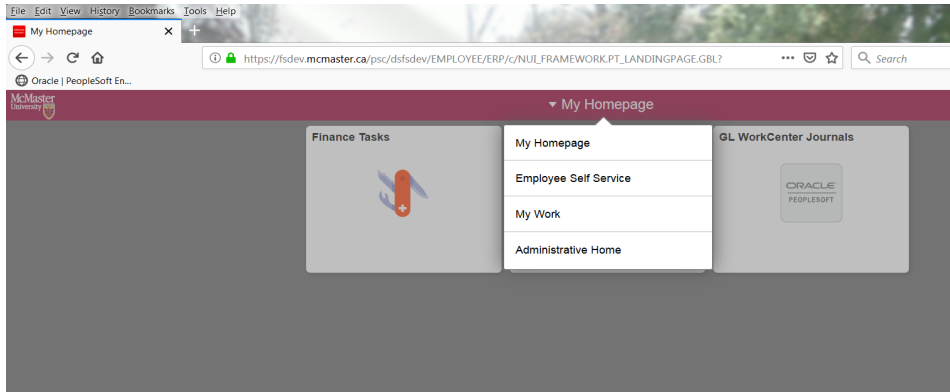 File Edit View History Bookmarks Tools Help
My Homepage
https://fsdev.mcmaster.ca/psc/dsfsdev/EMPLOYEE/ERP/c/NUI_FRAMEWORK.PT_LANDINGPAGE.GBL?
Search
Oracle | PeopleSoft En...
McMaster
University
My Homepage
Finance Tasks
My Homepage
Employee Self Service
My Work
Administrative Home
GL WorkCenter Journals
ORACLE
PEOPLESOFT